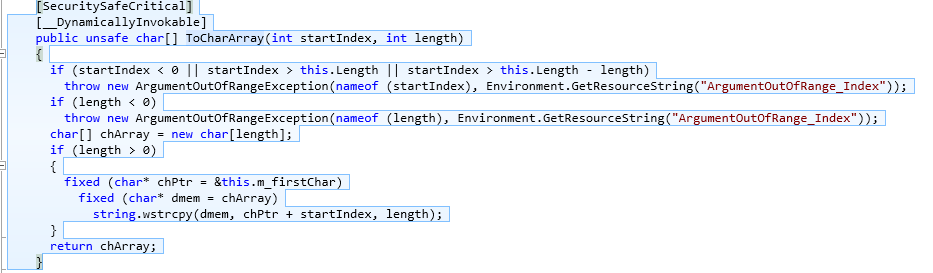 [SecuritySafeCritical]
[__DynamicallyInvokable]
public unsafe char[] ToCharArray(int startIndex, int length)
{
if (startIndex < 0 || startIndex > this.Length || startIndex > this.Length - length)
throw new ArgumentOutOfRangeException(nameof (startIndex), Environment.GetResourceString("ArgumentOutOfRange_Index"));
if (length < 0)
throw new ArgumentOutOfRangeException(nameof (length), Environment.GetResourceString("ArgumentOutOfRange_Index"));
char[] chArray = new char[length];
if (length > 0)
{
fixed (char* chPtr = &this.m_firstChar)
fixed (char* dmem = chArray)
string.wstrcpy(dmem, chPtr + startIndex, length);
}
return chArray;
}